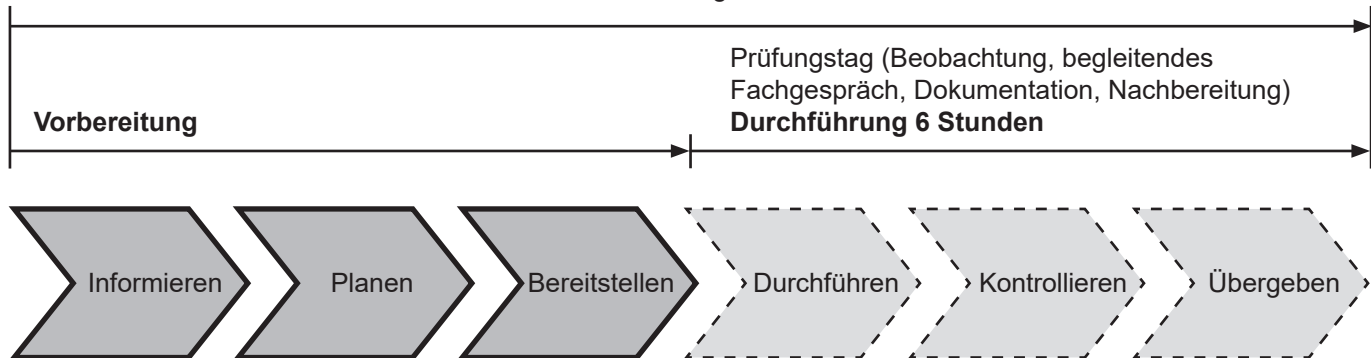 Prüfungstag (Beobachtung, begleitendes
Fachgespräch, Dokumentation, Nachbereitung)
Vorbereitung
Durchführung 6 Stunden
Informieren
Planen
Bereitstellen
Durchführen
Kontrollieren
Übergeben